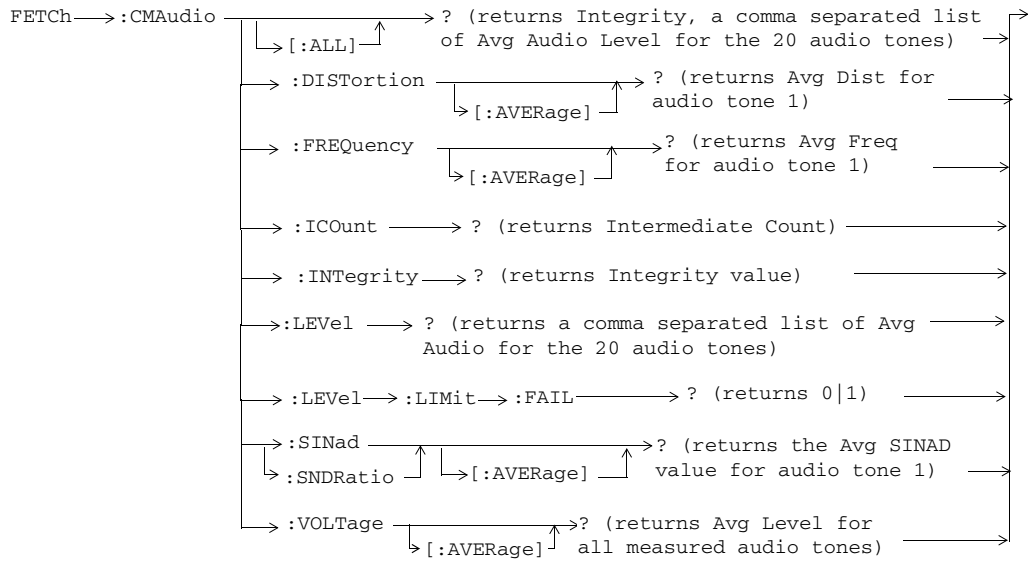 FETCh :CMAudio ? (returns Integrity, a comma separated list
[:ALL] of Avg Audio Level for the 20 audio tones)
:DISTortion ? (returns Avg Dist for
[:AVERage] audio tone 1)
:FREQuency ? (returns Avg Freq
[:AVERage] for audio tone 1)
:ICOunt ? (returns Intermediate Count)
:INTegrity ? (returns Integrity value)
:LEVel ? (returns a comma separated list of Avg
Audio for the 20 audio tones)
:LEVel :LIMit :FAIL ? (returns 0|1)
:SINad ? (returns the Avg SINAD
:SNDRatio [:AVERage] value for audio tone 1)
:VOLTage ? (returns Avg Level for
[:AVERage] all measured audio tones)